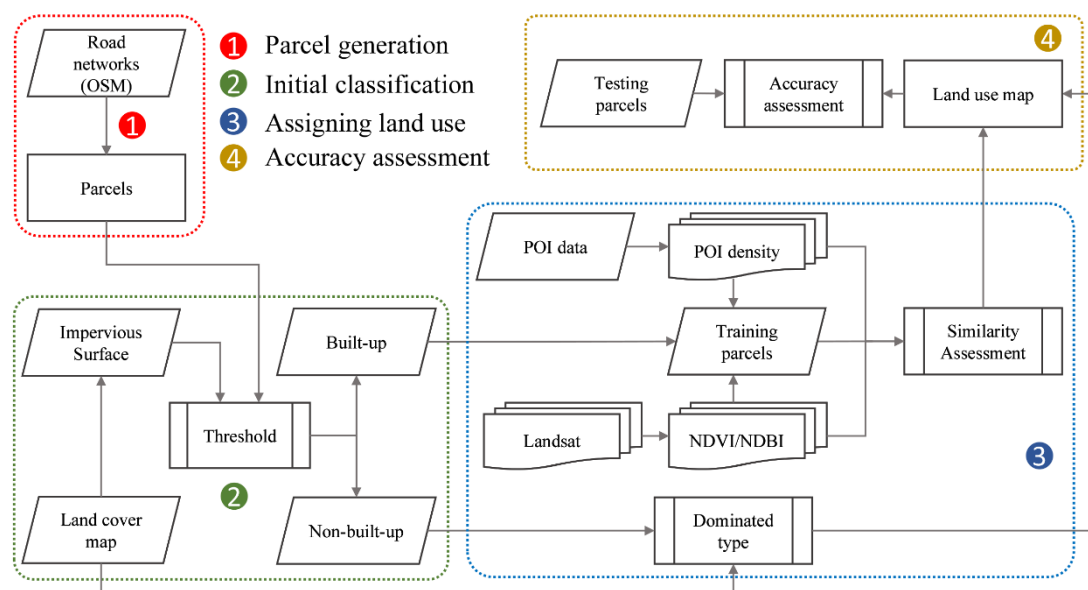 Road
networks
(OSM)
1
Parcels
1 Parcel generation
2 Initial classification
3 Assigning land use
4 Accuracy assessment
4
Testing
parcels
Accuracy
assessment
Land use map
POI data
POI density
Training
parcels
Similarity
Assessment
Landsat
NDVI/NDBI
3
Dominated
type
Impervious
Surface
Built-up
Threshold
2
Land cover
map
Non-built-up